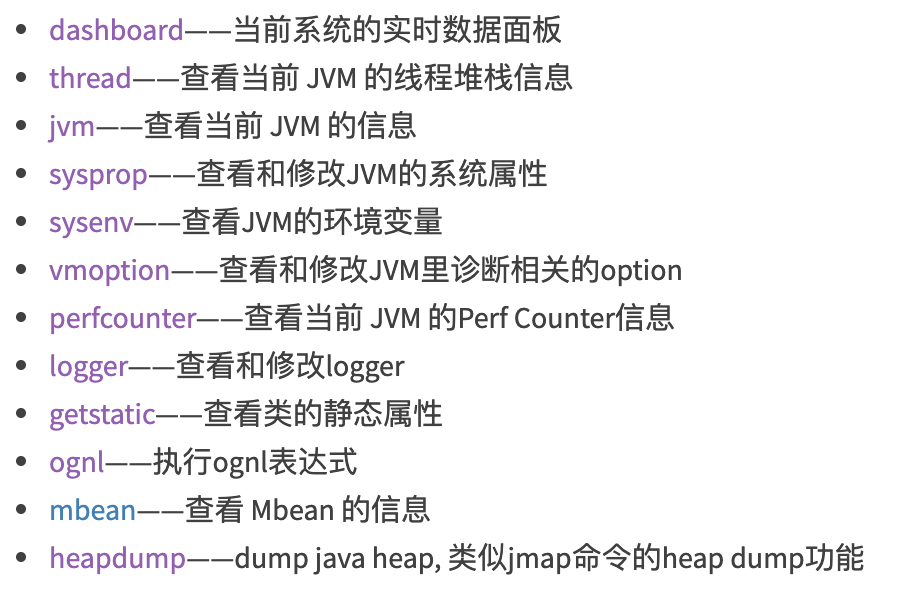 • dashboard——当前系统的实时数据面板
• thread——查看当前 JVM 的线程堆栈信息
• jvm——查看当前 JVM 的信息
• sysprop——查看和修改JVM的系统属性
• sysenv——查看JVM的环境变量
• vmoption——查看和修改JVM里诊断相关的option
• perfcounter——查看当前 JVM 的Perf Counter信息
• logger——查看和修改logger
• getstatic——查看类的静态属性
• ognl——执行ognl表达式
• mbean——查看 Mbean 的信息
• heapdump——dump java heap, 类似jmap命令的heap dump功能